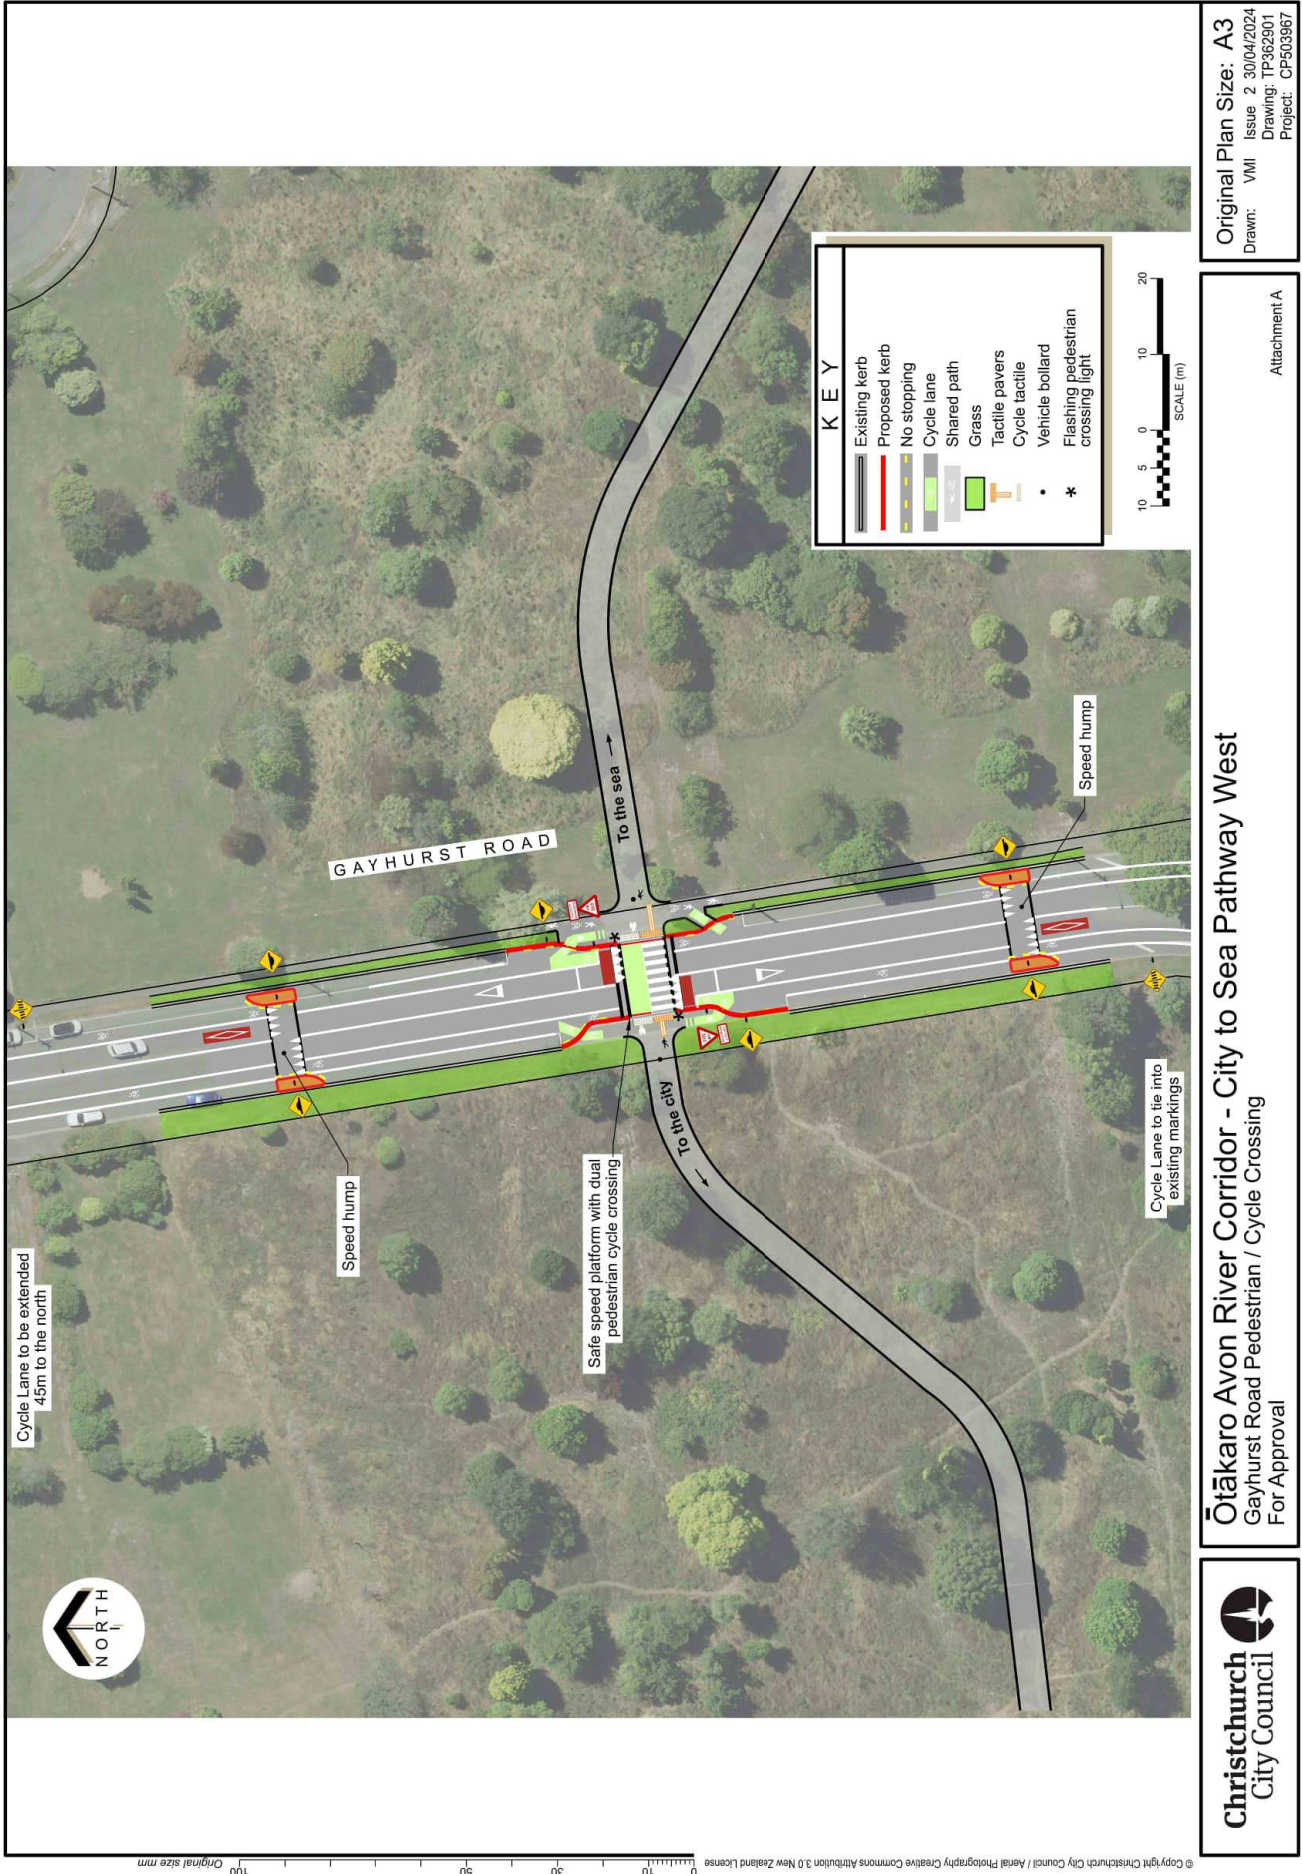 Cycle Lane to be extended
45m to the north
NORTH
Speed hump
GAYHURST ROAD
Safe speed platform with dual
pedestrian cycle crossing
To the sea
To the city
Speed hump
Cycle Lane to tie into
existing markings
KEY
Existing kerb
Proposed kerb
No stopping
Cycle lane
Shared path
Grass
Tactile pavers
Cycle tactile
Vehicle bollard
Flashing pedestrian
crossing light
10 5 0 10 20
SCALE (m)
Christchurch
City Council
Ōtākaro Avon River Corridor - City to Sea Pathway West
Gayhurst Road Pedestrian / Cycle Crossing
For Approval
Attachment A
Original Plan Size: A3
Drawn: VMI Issue 2 30/04/2024
Drawing: TP362901
Project: CP503967
© Copyright Christchurch City Council / Aerial Photography Creative Commons Attribution 3.0 New Zealand License
0 10 30 50 100
Original size mm